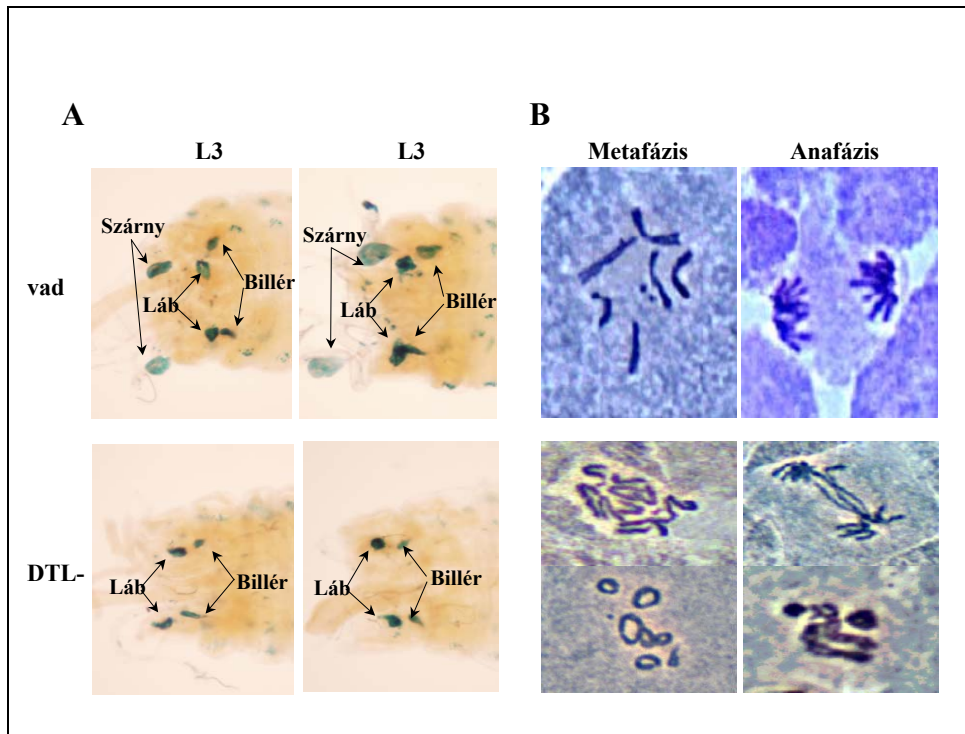 A
B
L3
L3
Metafázis
Anafázis
vad
Szárny
Láb
Billér
Szárny
Láb
Billér
DTL-
Láb
Billér
Láb
Billér